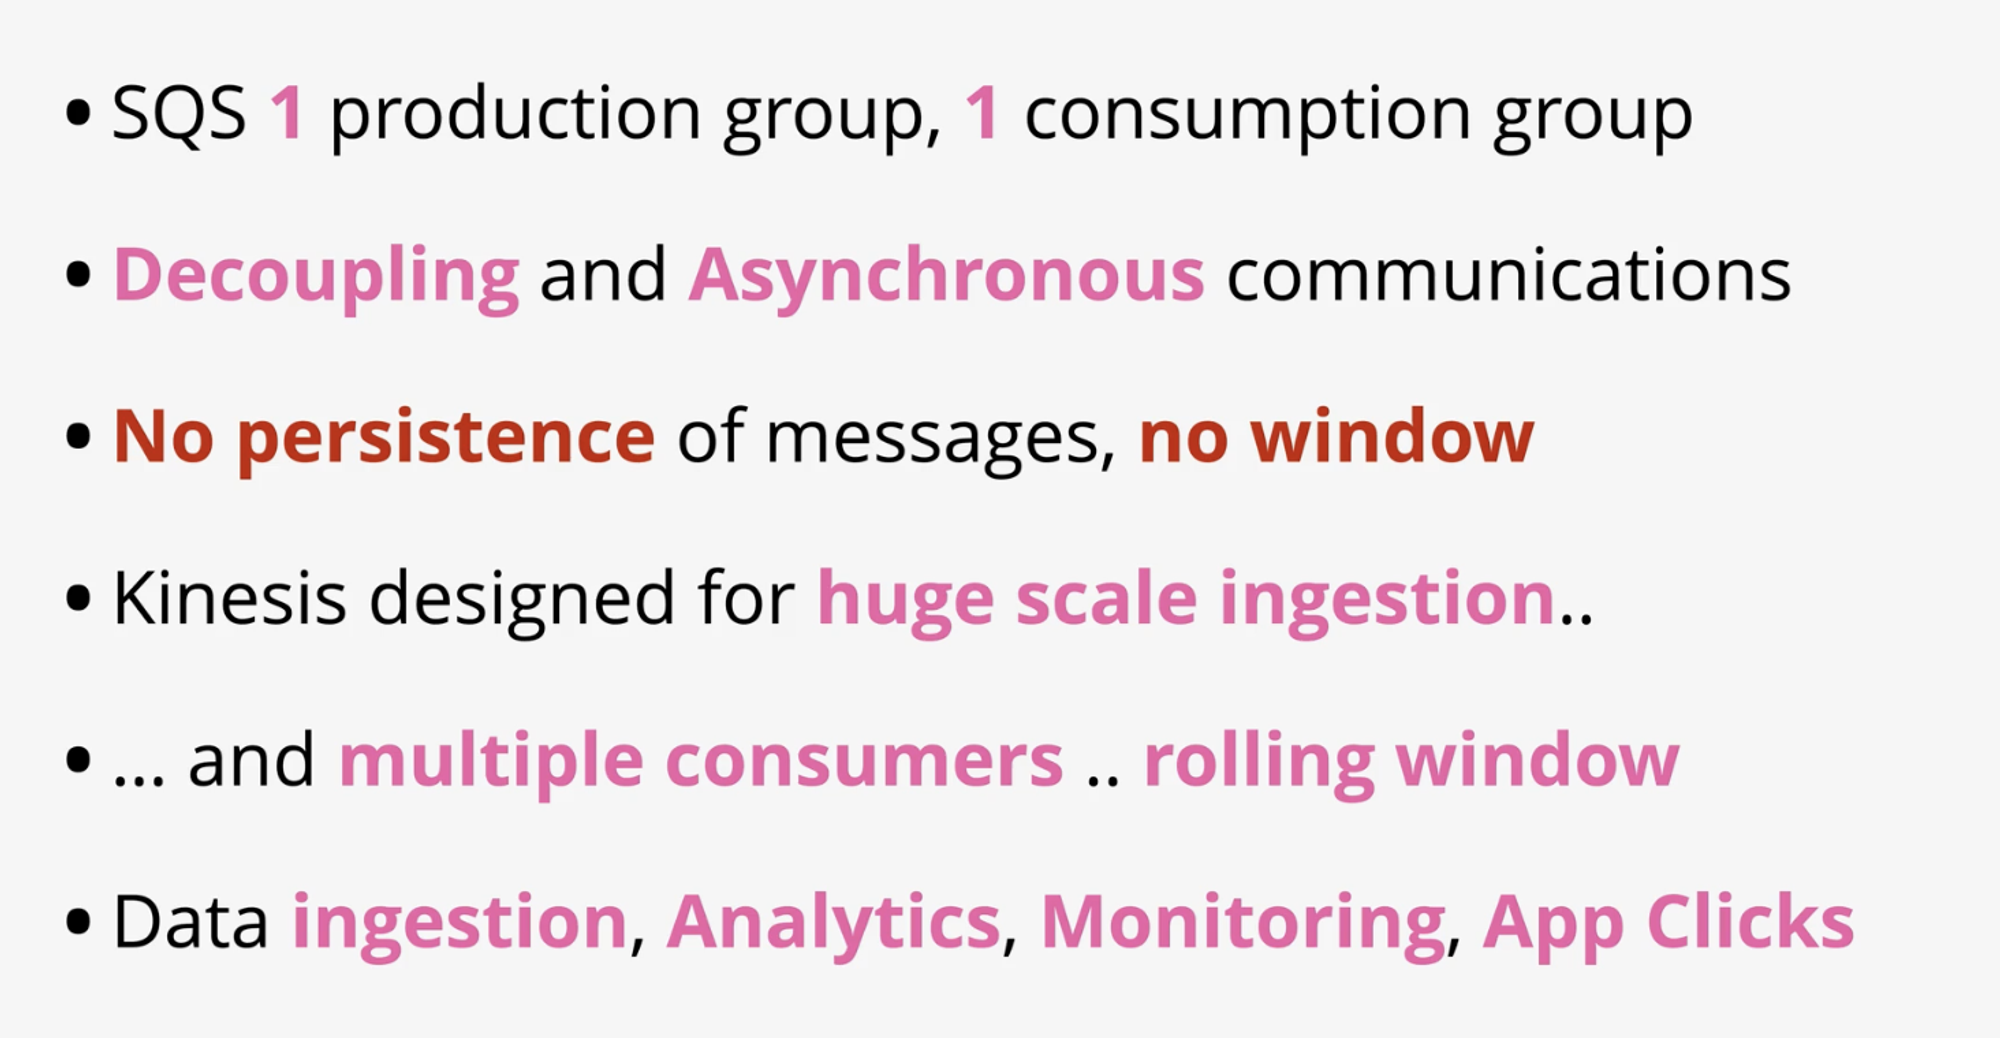 • SQS 1 production group, 1 consumption group
• Decoupling and Asynchronous communications
• No persistence of messages, no window
• Kinesis designed for huge scale ingestion..
• ... and multiple consumers .. rolling window
• Data ingestion, Analytics, Monitoring, App Clicks